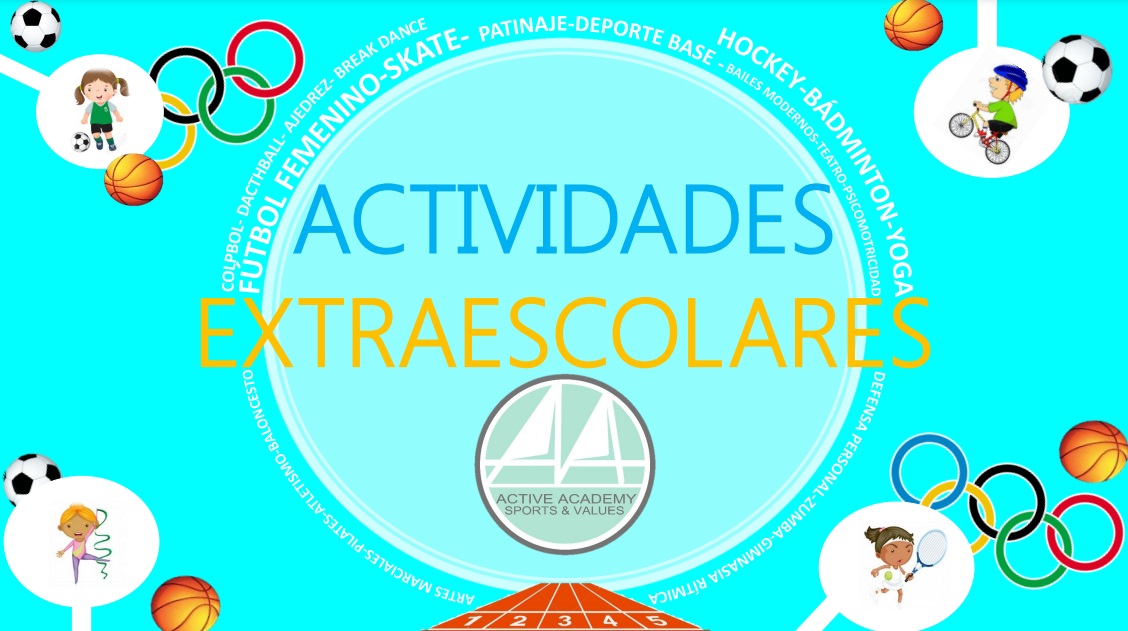 COLPBOL- DACTHBALL- AJEDREZ- BREAK DANCE
FÚTBOL FEMENINO-SKATE- PATINAJE-DEPORTE BASE - HOCKEY-BÁDMINTON-YOGA
BAILES MODERNOS-TEATRO-PSICOMOTRICIDAD
ACTIVIDADES
EXTRAESCOLARES
ARTES MARCIALES-PILATES-ATLETISMO-BALONCESTO
DEFENSA PERSONAL-ZUMBA-GIMNASIA RÍTMICA
ACTIVE ACADEMY
SPORTS & VALUES
1 2 3 4 5